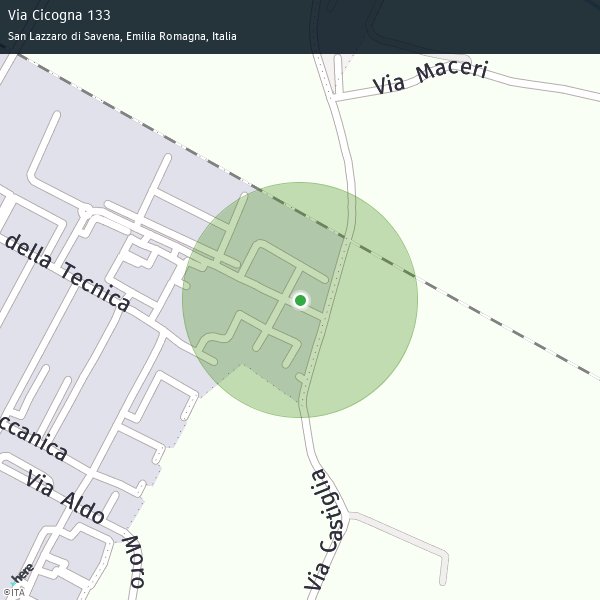 Via Cicogna 133
San Lazzaro di Savena, Emilia Romagna, Italia
Via Maceri
della Tecnica
ccanica
Via Aldo
Moro
Via Castiglia
here
©ITA